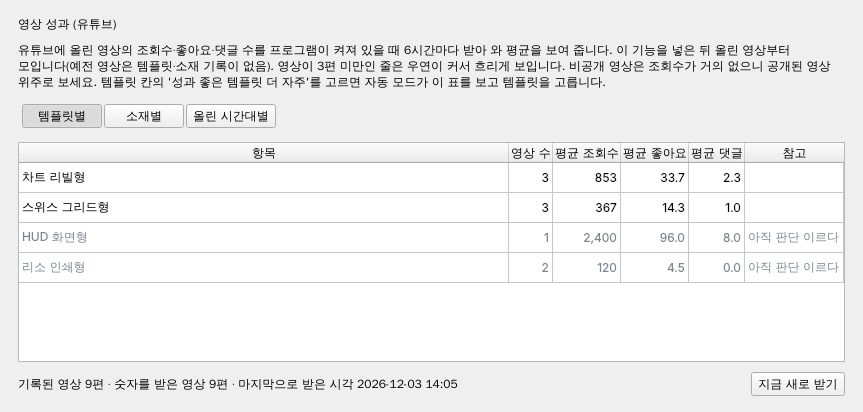 영상 성과 (유튜브)
유튜브에 올린 영상의 조회수·좋아요·댓글 수를 프로그램이 켜져 있을 때 6시간마다 받아 와 평균을 보여 줍니다. 이 기능을 넣은 뒤 올린 영상부터
모입니다(예전 영상은 템플릿·소재 기록이 없음). 영상이 3편 미만인 줄은 우연이 커서 흐리게 보입니다. 비공개 영상은 조회수가 거의 없으니 공개된 영상
위주로 보세요. 템플릿 칸의 '성과 좋은 템플릿 더 자주'를 고르면 자동 모드가 이 표를 보고 템플릿을 고릅니다.
템플릿별 소재별 올린 시간대별
항목 영상 수 평균 조회수 평균 좋아요 평균 댓글 참고
차트 리빌형 3 853 33.7 2.3
스위스 그리드형 3 367 14.3 1.0
HUD 화면형 1 2,400 96.0 8.0 아직 판단 이르다
리소 인쇄형 2 120 4.5 0.0 아직 판단 이르다
기록된 영상 9편 · 숫자를 받은 영상 9편 · 마지막으로 받은 시각 2026-12-03 14:05 지금 새로 받기